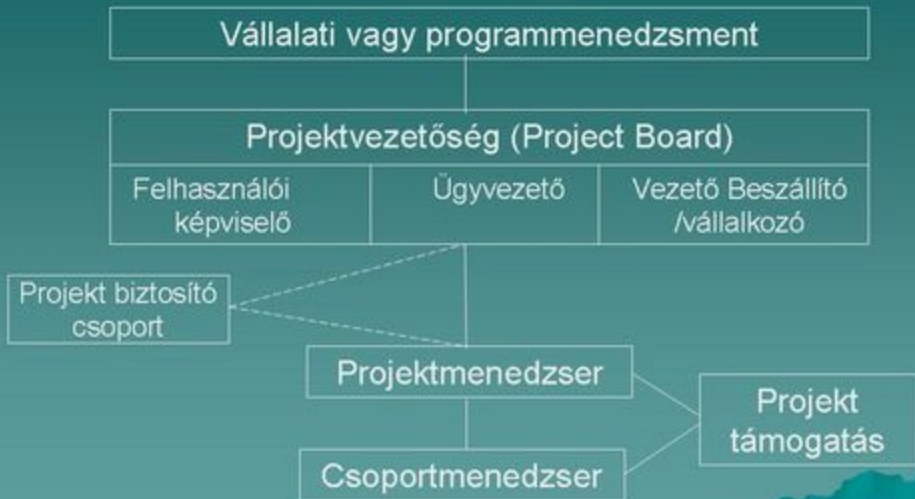 Vállalati vagy programmenedzsment
Projektvezetőség (Project Board)
Felhasználói
képviselő
Ügyvezető
Vezető Beszállító
/vállalkozó
Projekt biztosító
csoport
Projektmenedzser
Projekt
támogatás
Csoportmenedzser